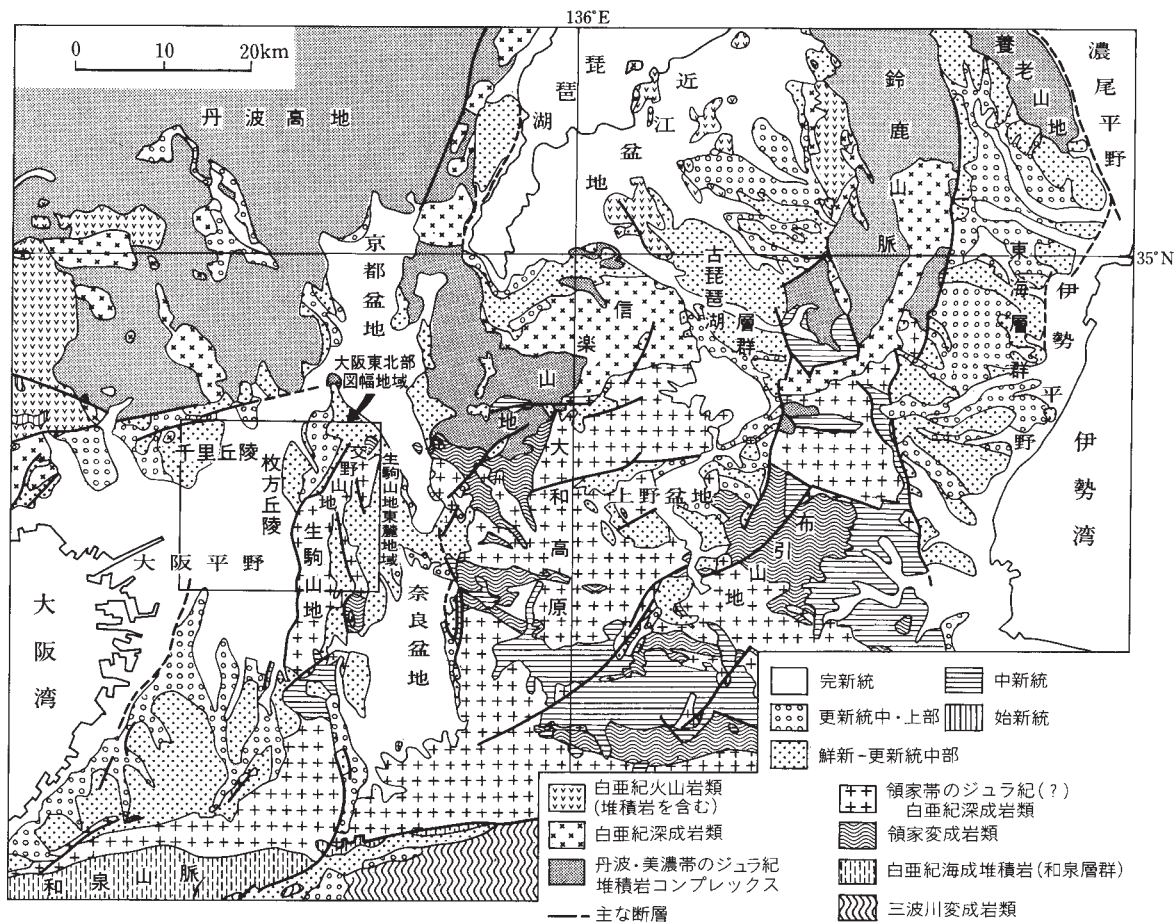 136°E
0 10 20km
丹波高地
琵琶湖
近江盆地
鈴鹿山脈
養老山地
濃尾平野
京都盆地
35°N
古琵琶湖層群
東海層群
伊勢平野
信楽山地
大阪東北部
図幅地域
千里丘陵
枚方丘陵
交野山地
生駒山地東麓地域
生駒山地
大和高原
上野盆地
布引山地
伊勢湾
大阪平野
奈良盆地
大阪湾
和泉山脈
完新統
中新統
更新統中・上部
始新統
鮮新-更新統中部
白亜紀火山岩類
(堆積岩を含む)
領家帯のジュラ紀(?)
白亜紀深成岩類
白亜紀深成岩類
領家変成岩類
丹波・美濃帯のジュラ紀
堆積岩コンプレックス
白亜紀海成堆積岩(和泉層群)
主な断層
三波川変成岩類